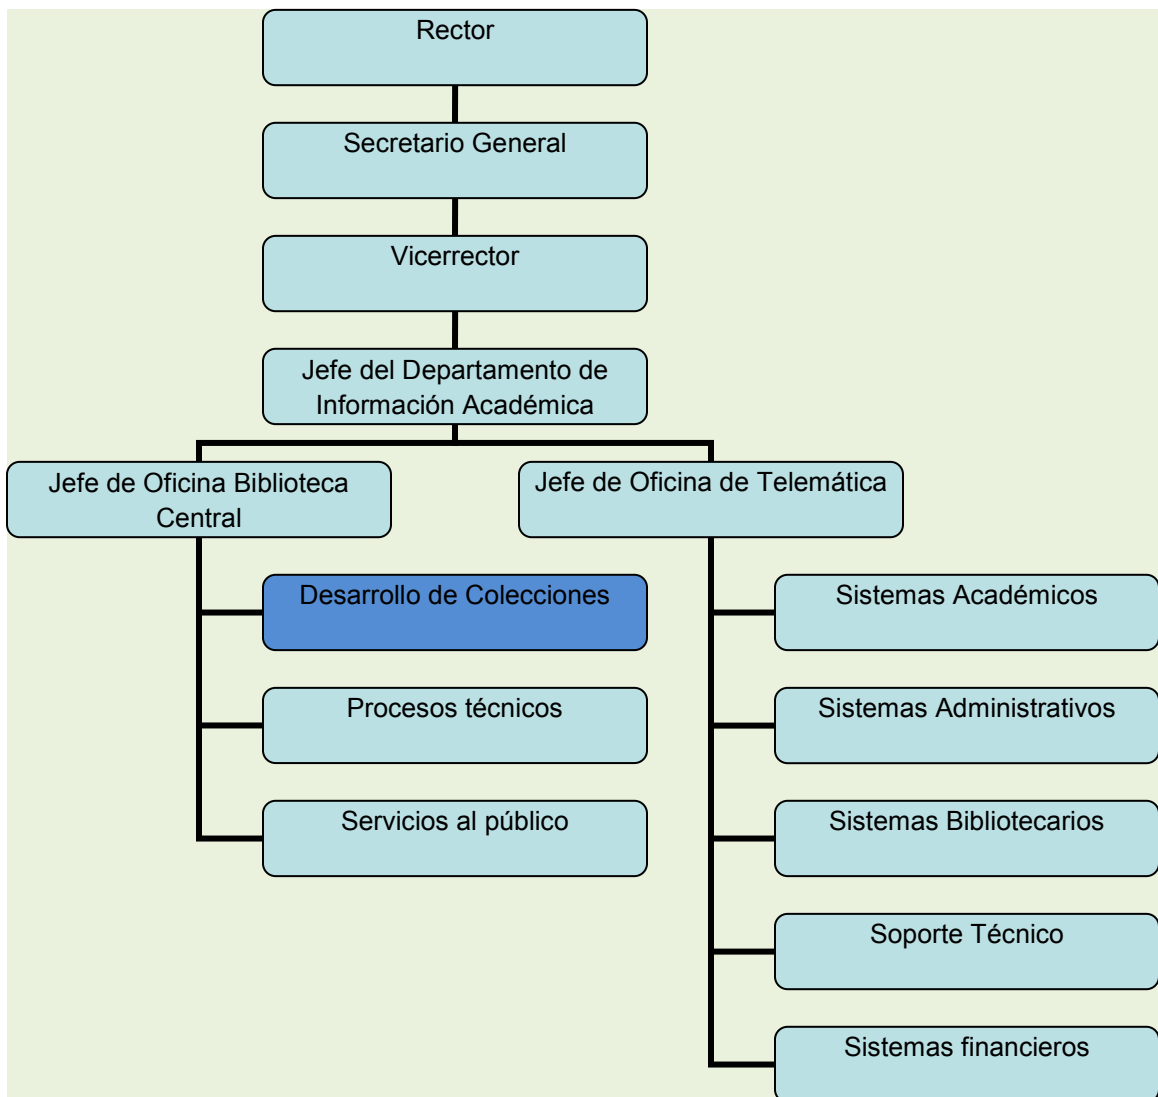 Rector
Secretario General
Vicerrector
Jefe del Departamento de
Información Académica
Jefe de Oficina Biblioteca
Central
Jefe de Oficina de Telemática
Desarrollo de Colecciones
Sistemas Académicos
Procesos técnicos
Sistemas Administrativos
Servicios al público
Sistemas Bibliotecarios
Soporte Técnico
Sistemas financieros